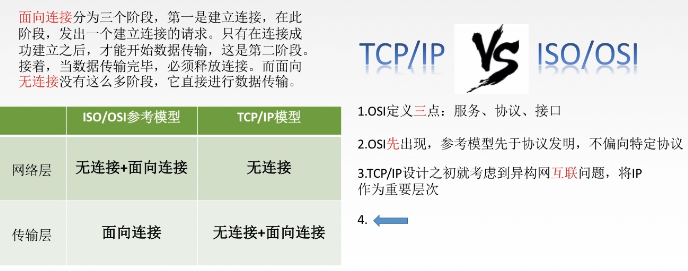 面向连接分为三个阶段，第一是建立连接，在此
阶段，发出一个建立连接的请求。只有在连接成
功建立之后，才能开始数据传输，这是第二阶段。
接着，当数据传输完毕，必须释放连接。而面向
无连接没有这么多阶段，它直接进行数据传输。
ISO/OSI参考模型 TCP/IP模型
网络层 无连接+面向连接 无连接
传输层 面向连接 无连接+面向连接
TCP/IP VS ISO/OSI
1.OSI定义三点：服务、协议、接口
2.OSI先出现，参考模型先于协议发明，不偏向特定协议
3.TCP/IP设计之初就考虑到异构网互联问题，将IP
作为重要层次
4.